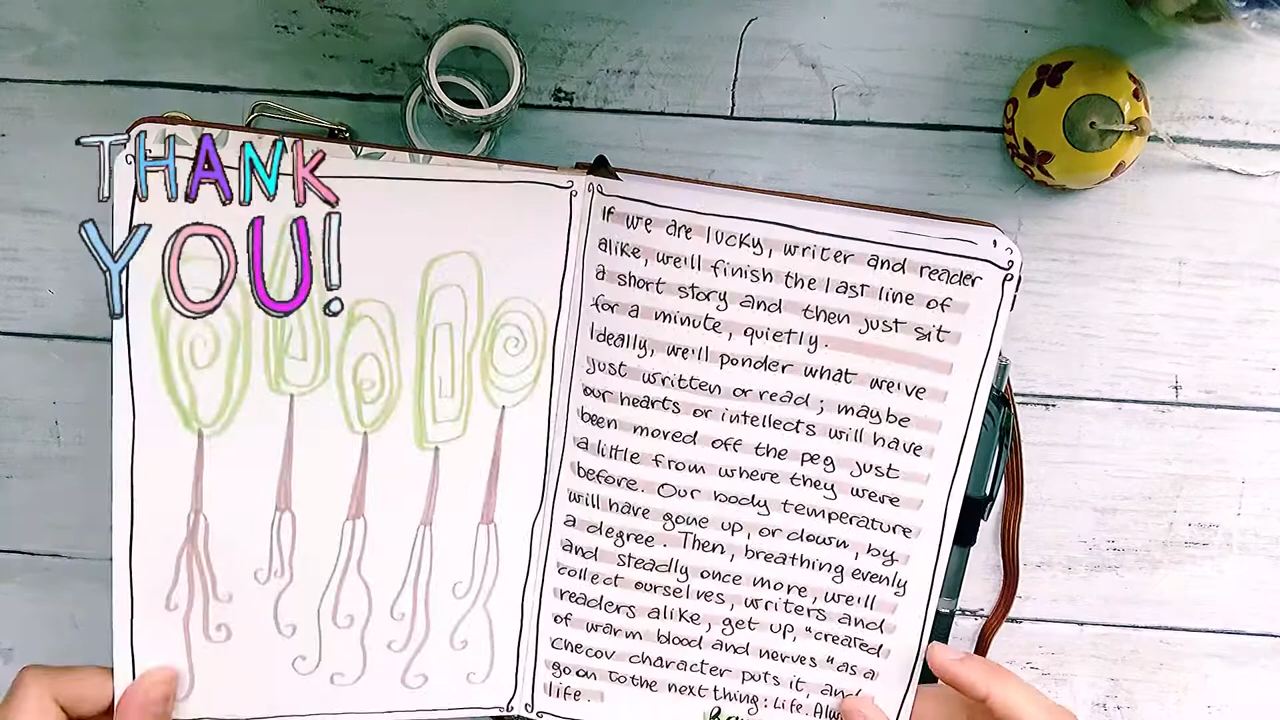 THANK
YOU!
If we are lucky, writer and reader
alike, we'll finish the last line of
a short story and then just sit
for a minute, quietly.
Ideally, we'll ponder what we've
just written or read; maybe
our hearts or intellects will have
been moved off the peg just
a little from where they were
before. Our body temperature
will have gone up, or down, by
a degree. Then, breathing evenly
and steadly once more, we'll
collect ourselves, writers and
readers alike, get up, "created
of warm blood and nerves" as a
Checov character puts it, and
go on to the next thing: Life.
life.